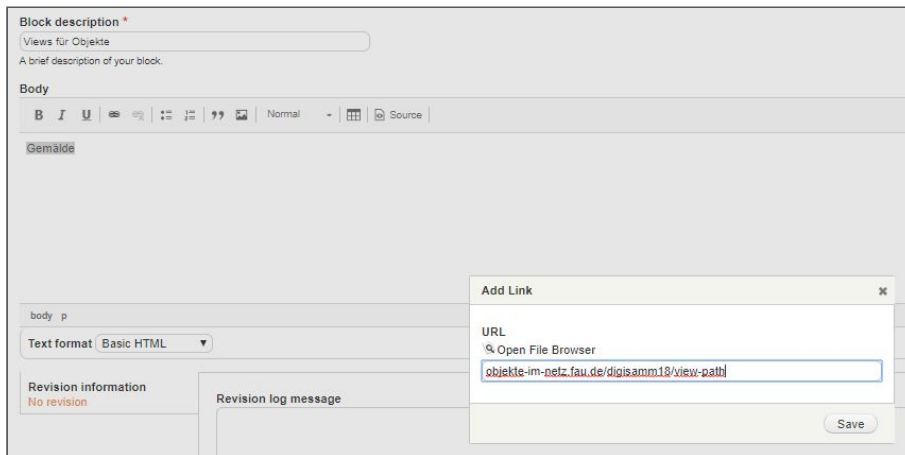 Block description *
Views für Objekte
A brief description of your block.
Body
B I U Normal Source
Gemälde
body p
Text format Basic HTML
Revision information
No revision
Revision log message
Add Link
URL
Open File Browser
objekte-im-netz.fau.de/digisamm18/view-path
Save